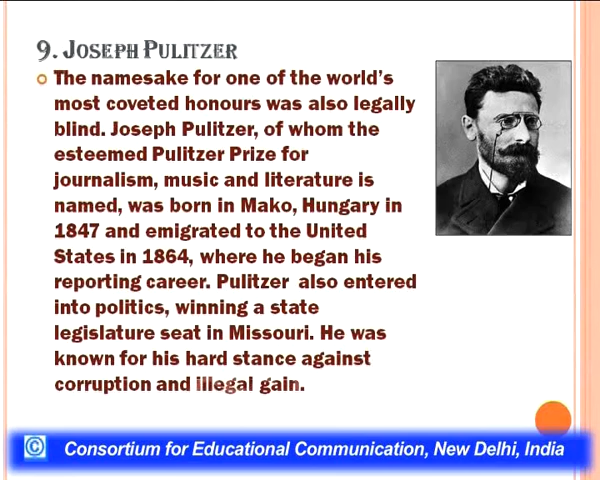 9. JOSEPH PULITZER
The namesake for one of the world's
most coveted honours was also legally
blind. Joseph Pulitzer, of whom the
esteemed Pulitzer Prize for
journalism, music and literature is
named, was born in Mako, Hungary in
1847 and emigrated to the United
States in 1864, where he began his
reporting career. Pulitzer also entered
into politics, winning a state
legislature seat in Missouri. He was
known for his hard stance against
corruption and illegal gain.
© Consortium for Educational Communication, New Delhi, India